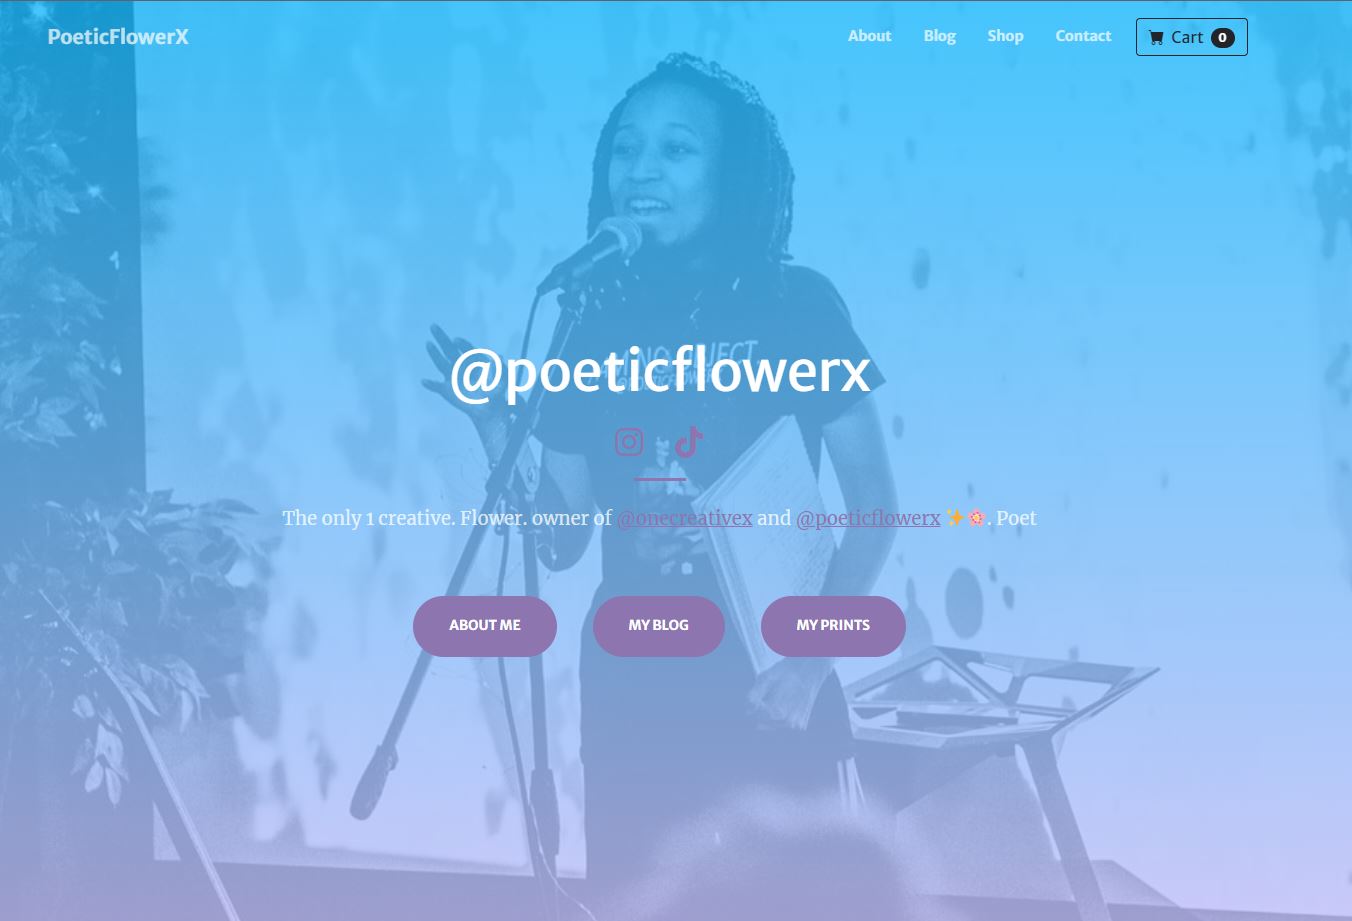 PoeticFlowerX
About Blog Shop Contact Cart 0
@poeticflowerx
The only 1 creative. Flower. owner of @onecreativex and @poeticflowerx ✨🌸. Poet
ABOUT ME MY BLOG MY PRINTS